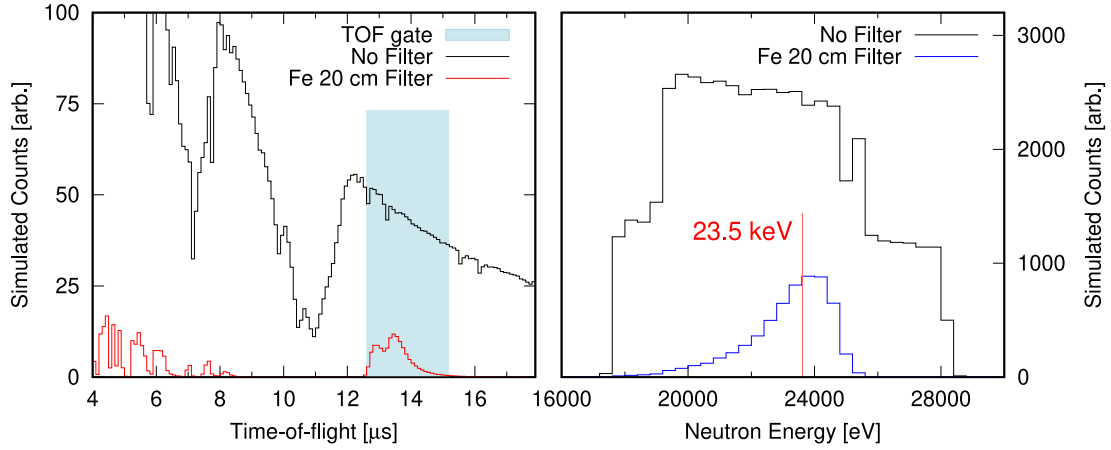 Simulated Counts [arb.]
100
75
50
25
0
TOF gate
No Filter
Fe 20 cm Filter
4
6
8
10
12
14
16
Time-of-flight [μs]
No Filter
Fe 20 cm Filter
23.5 keV
16000
20000
24000
28000
Neutron Energy [eV]
3000
2000
1000
0
Simulated Counts [arb.]